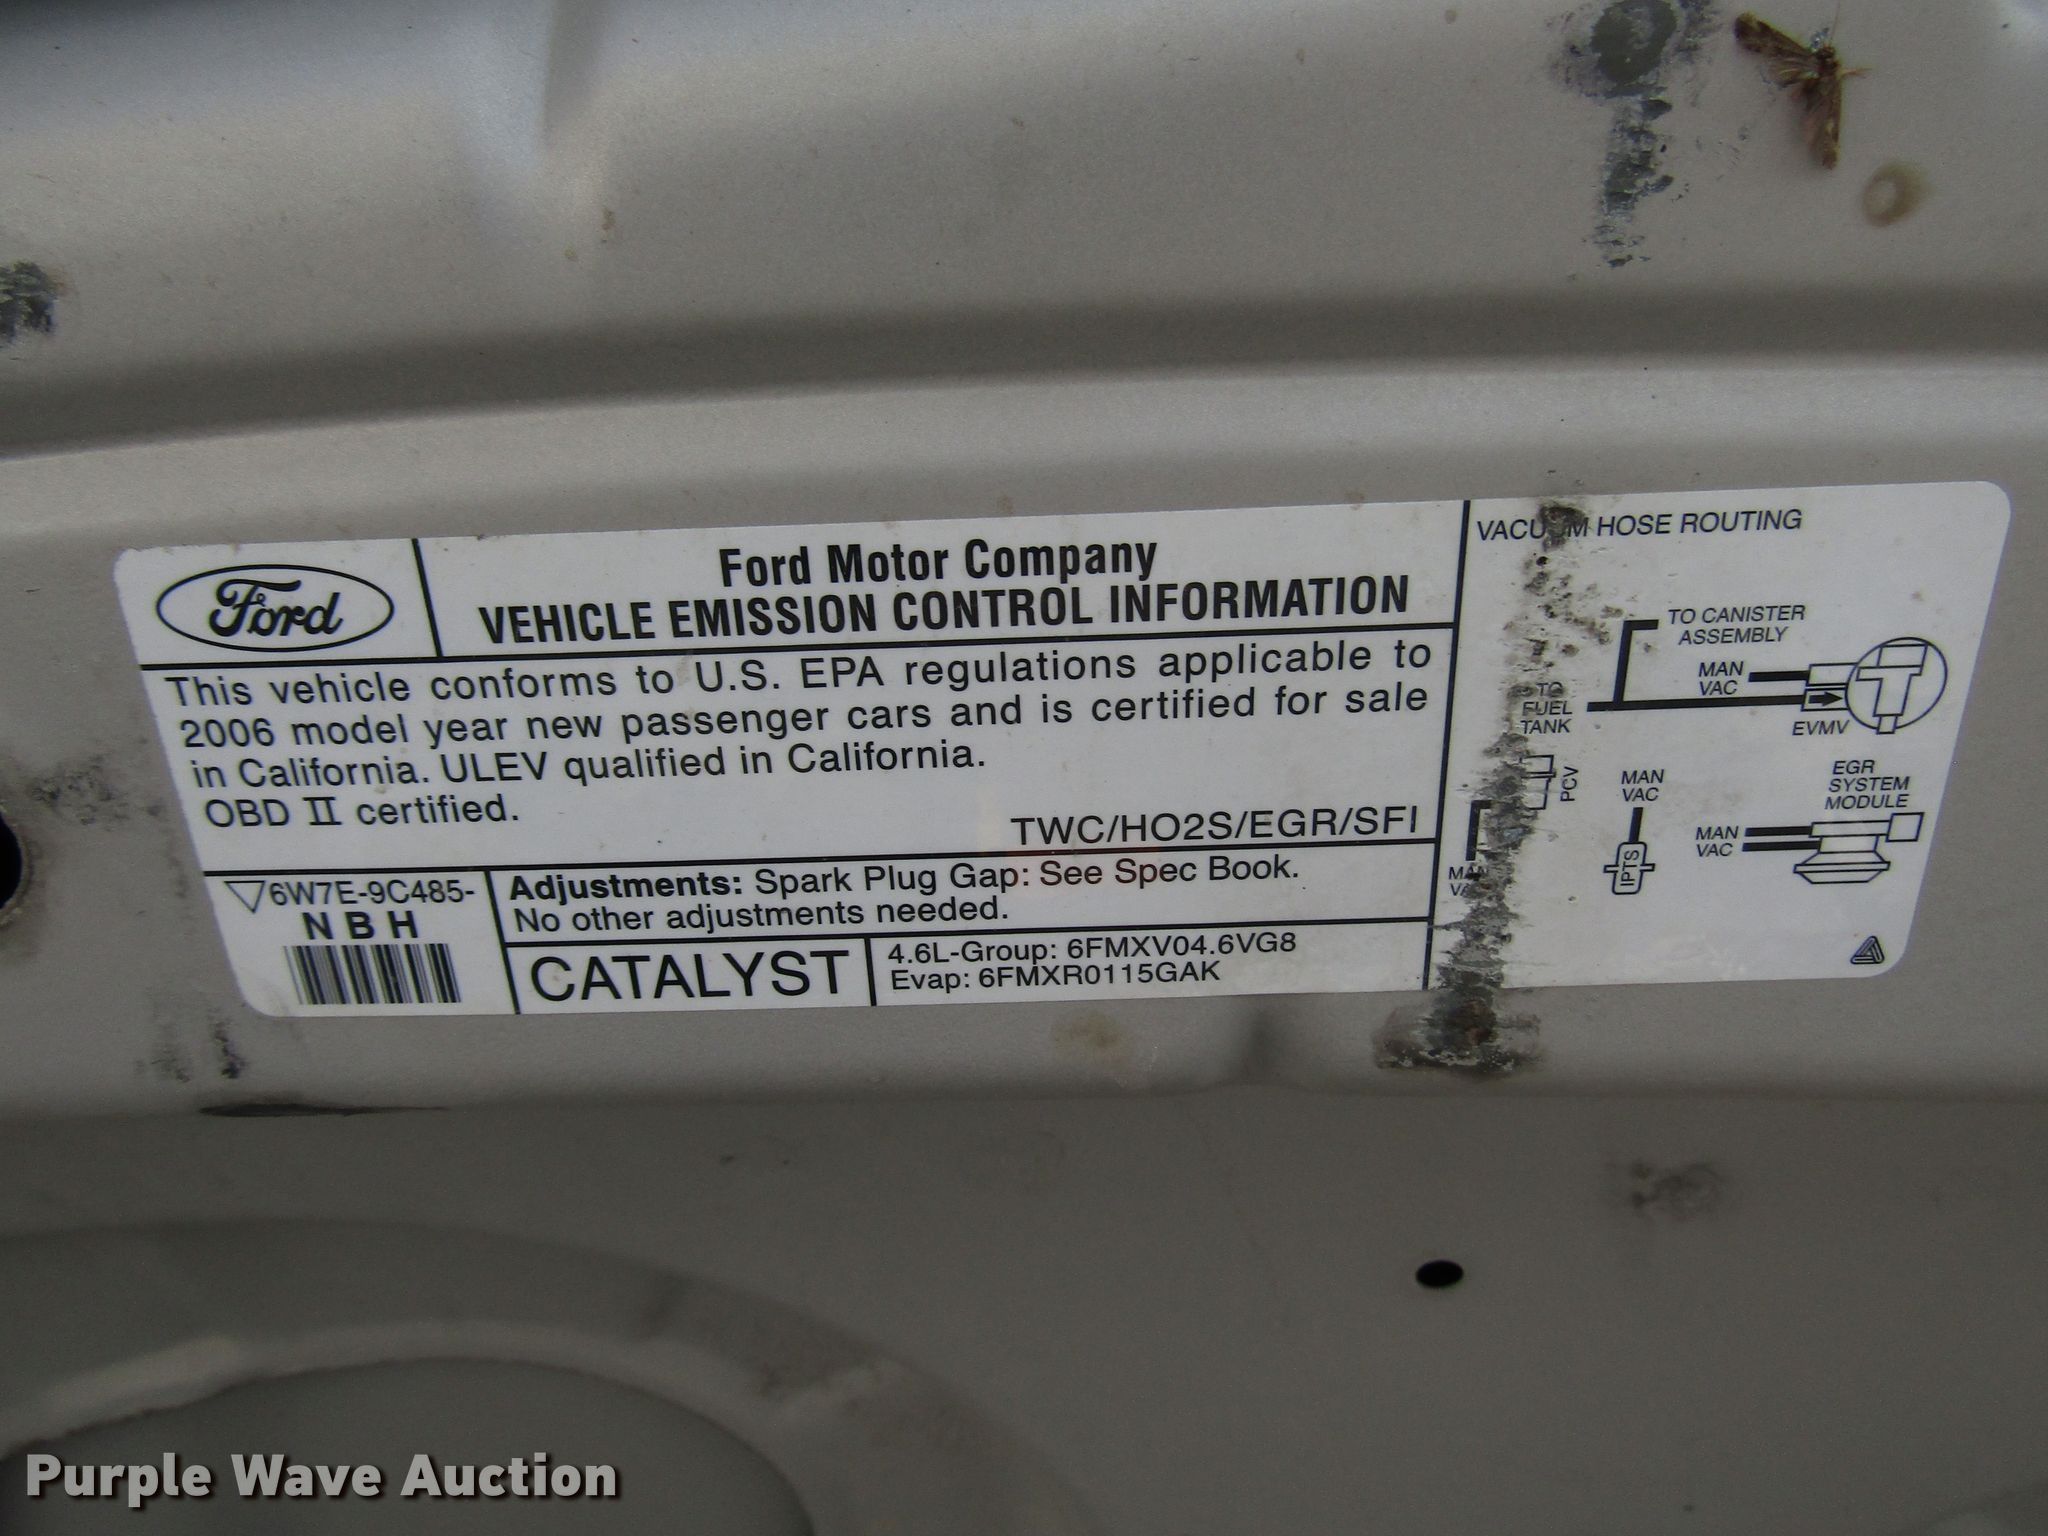 Ford
Ford Motor Company
VEHICLE EMISSION CONTROL INFORMATION
This vehicle conforms to U.S. EPA regulations applicable to
2006 model year new passenger cars and is certified for sale
in California. ULEV qualified in California.
OBD II certified.
TWC/HO2S/EGR/SFI
6W7E-9C485-
NBH
Adjustments: Spark Plug Gap: See Spec Book.
No other adjustments needed.
CATALYST
4.6L-Group: 6FMXV04.6VG8
Evap: 6FMXR0115GAK
VACUUM HOSE ROUTING
TO CANISTER
ASSEMBLY
MAN
VAC
TO
FUEL
TANK
EVMV
PCV
MAN
VAC
MAN
VAC
IPTS
EGR
SYSTEM
MODULE
MAN
VAC
Purple Wave Auction